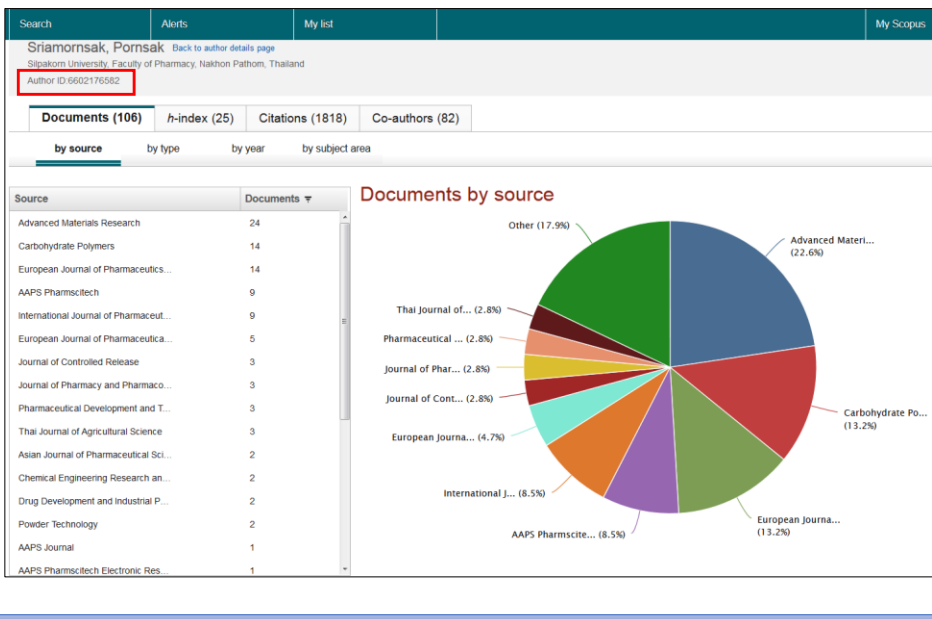 Search Alerts My list My Scopus
Sriamornsak, Pornsak Back to author details page
Silpakorn University, Faculty of Pharmacy, Nakhon Pathom, Thailand
Author ID:6602176582
Documents (106) h-index (25) Citations (1818) Co-authors (82)
by source by type by year by subject area
Source Documents
Advanced Materials Research 24
Carbohydrate Polymers 14
European Journal of Pharmaceutics... 14
AAPS Pharmscitech 9
International Journal of Pharmaceut... 9
European Journal of Pharmaceutica... 5
Journal of Controlled Release 3
Journal of Pharmacy and Pharmaco... 3
Pharmaceutical Development and T... 3
Thai Journal of Agricultural Science 3
Asian Journal of Pharmaceutical Sci... 2
Chemical Engineering Research an... 2
Drug Development and Industrial P... 2
Powder Technology 2
AAPS Journal 1
AAPS Pharmscitech Electronic Res... 1
Documents by source
Other (17.9%)
Advanced Materi...
(22.6%)
Thai Journal of... (2.8%)
Pharmaceutical ... (2.8%)
Journal of Phar... (2.8%)
Journal of Cont... (2.8%)
Carbohydrate Po...
(13.2%)
European Journa... (4.7%)
International J... (8.5%)
European Journa...
(13.2%)
AAPS Pharmscite... (8.5%)